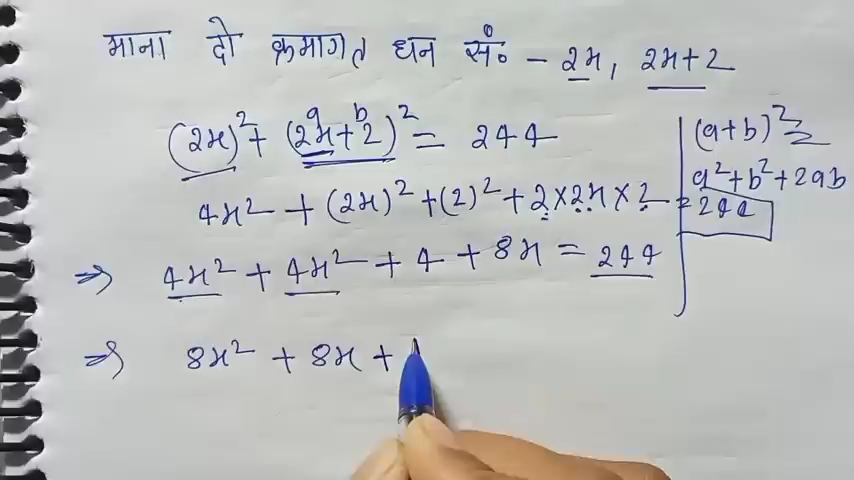 माना दो क्रमागत धन सं० - 2x, 2x+2
a b
(2x)² + (2x+2)² = 244
(a+b)²=
4x² + (2x)² + (2)² + 2×2x×2 = 244
a²+b²+2ab
⇒ 4x² + 4x² + 4 + 8x = 244
⇒ 8x² + 8x +